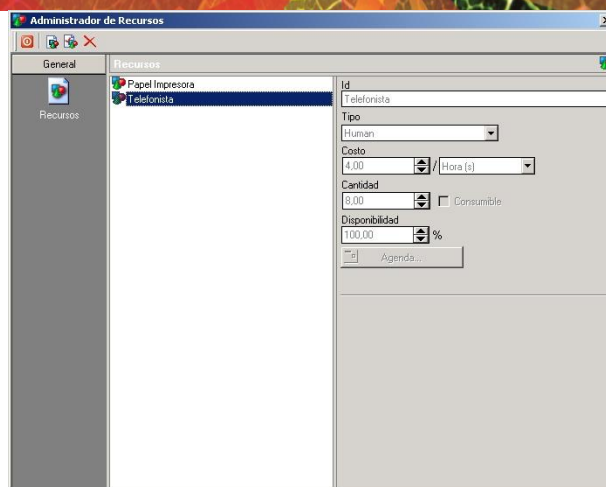 Administrador de Recursos
General
Recursos
Recursos
Papel Impresora
Telefonista
Id
Telefonista
Tipo
Human
Costo
4,00 / Hora (s)
Cantidad
8,00 Consumible
Disponibilidad
100,00 %
Agenda...